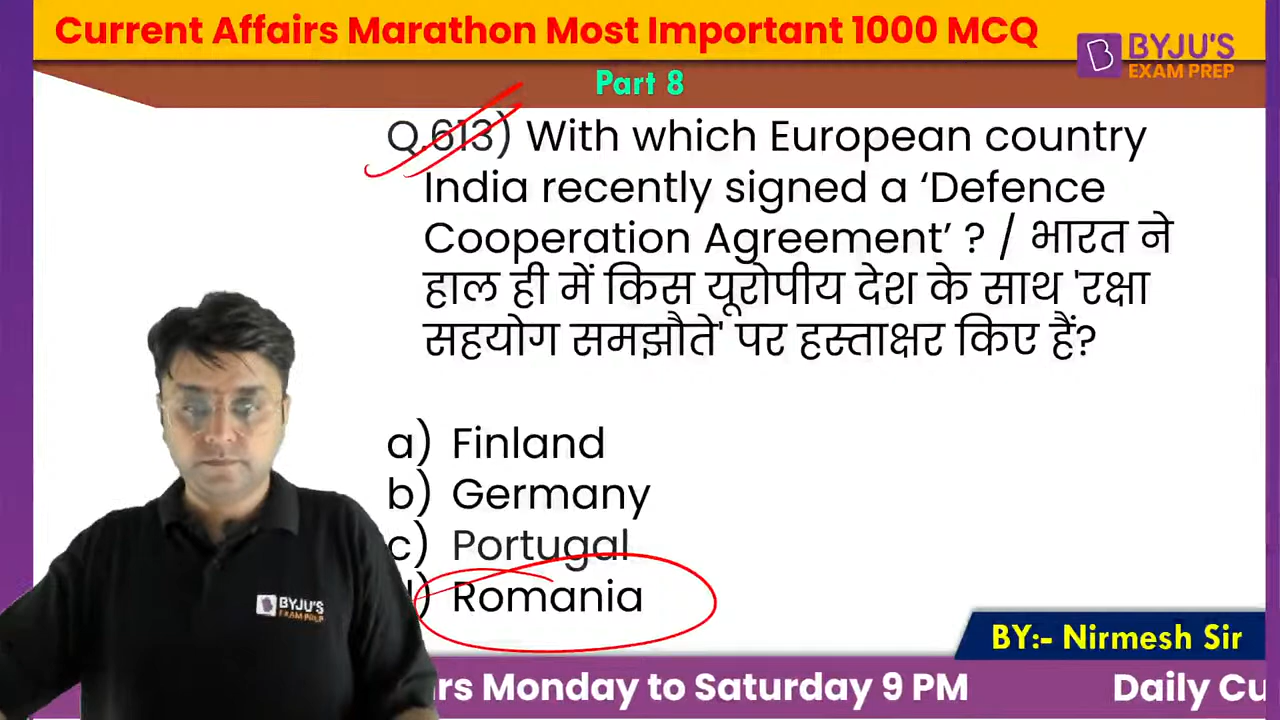 Current Affairs Marathon Most Important 1000 MCQ
BYJU'S
EXAM PREP
Part 8
Q.613) With which European country
India recently signed a ‘Defence
Cooperation Agreement’ ? / भारत ने
हाल ही में किस यूरोपीय देश के साथ 'रक्षा
सहयोग समझौते' पर हस्ताक्षर किए हैं?
a) Finland
b) Germany
c) Portugal
d) Romania
BYJU'S
EXAM PREP
BY:- Nirmesh Sir
rs Monday to Saturday 9 PM
Daily Cu